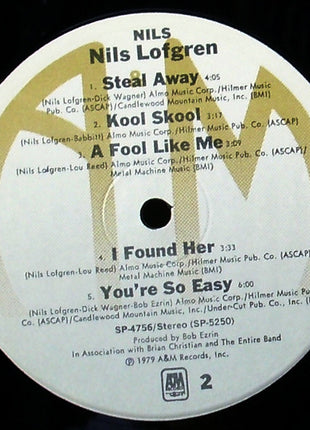 NILS
Nils Lofgren
1. Steal Away 4:05
(Nils Lofgren-Dick Wagner) Almo Music Corp./Hilmer Music
Pub. Co. (ASCAP)/Candlewood Mountain Music, Inc. (BMI)
2. Kool Skool 3:17
(Nils Lofgren-Babbitt) Almo Music Corp./Hilmer Music Pub. Co. (ASCAP)
3. A Fool Like Me 3:09
(Nils Lofgren-Lou Reed) Almo Music Corp./Hilmer Music Pub. Co. (ASCAP)/
Metal Machine Music (BMI)
4. I Found Her 3:33
(Nils Lofgren-Lou Reed) Almo Music Corp./Hilmer Music Pub. Co. (ASCAP)/
Metal Machine Music (BMI)
5. You're So Easy 6:00
(Nils Lofgren-Dick Wagner-Bob Ezrin) Almo Music Corp./Hilmer Music Pub.
Co. (ASCAP)/Candlewood Mountain Music, Inc./Under-Cut Pub. Co., Inc.
(BMI)
SP-4756/Stereo (SP-5250)
Produced by Bob Ezrin
In Association with Brian Christian and The Entire Band
℗ 1979 A&M Records, Inc.
A&M
RECORDS
2